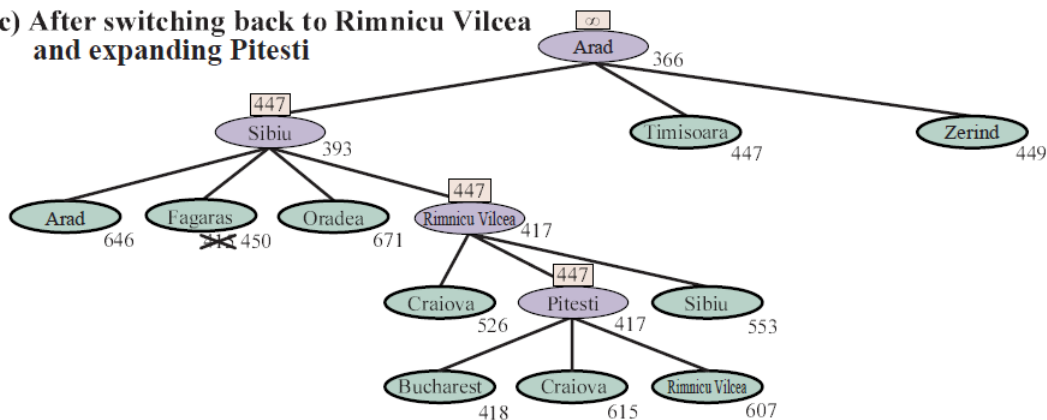 c) After switching back to Rimnicu Vilcea
and expanding Pitesti
∞
Arad
366
447
Sibiu
393
Timisoara
447
Zerind
449
Arad
646
Fagaras
415 450
Oradea
671
447
Rimnicu Vilcea
417
Craiova
526
447
Pitesti
417
Sibiu
553
Bucharest
418
Craiova
615
Rimnicu Vilcea
607